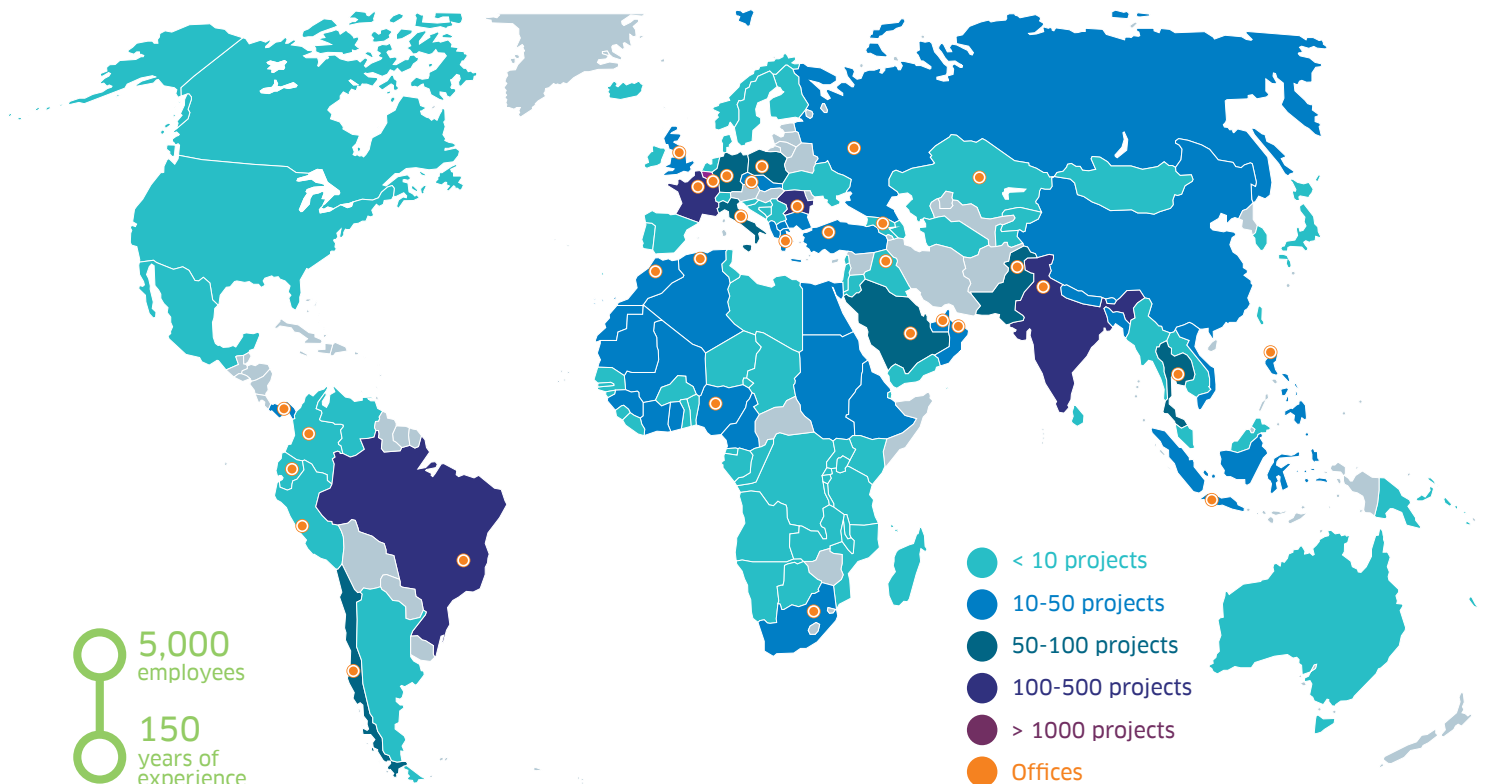 5,000
employees
150
years of
experience
< 10 projects
10-50 projects
50-100 projects
100-500 projects
> 1000 projects
Offices